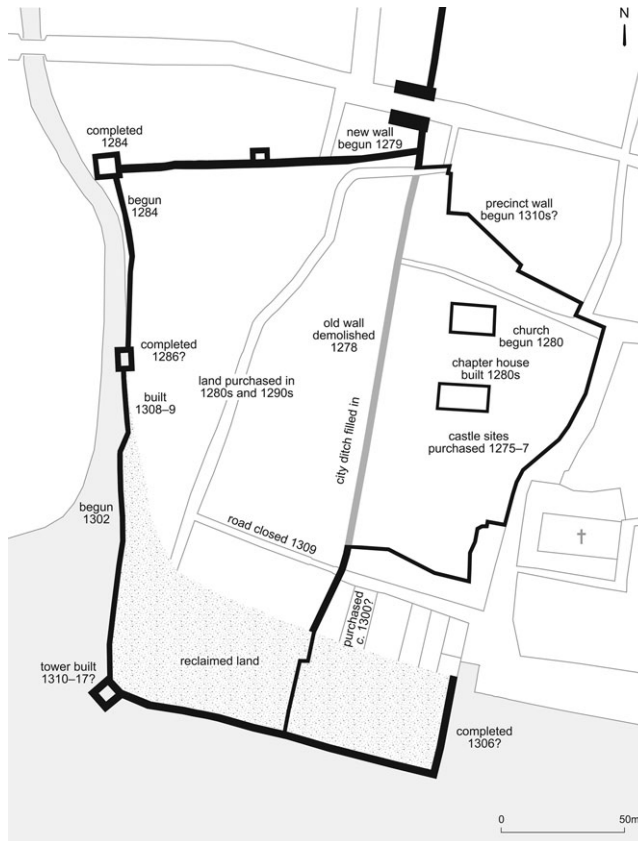 N
completed
1284
new wall
begun 1279
begun
1284
precinct wall
begun 1310s?
old wall
demolished
1278
church
begun 1280
completed
1286?
chapter house
built 1280s
land purchased in
1280s and 1290s
built
1308–9
city ditch filled in
castle sites
purchased 1275–7
begun
1302
road closed 1309
purchased
c. 1300?
reclaimed land
tower built
1310–17?
completed
1306?
0 50m